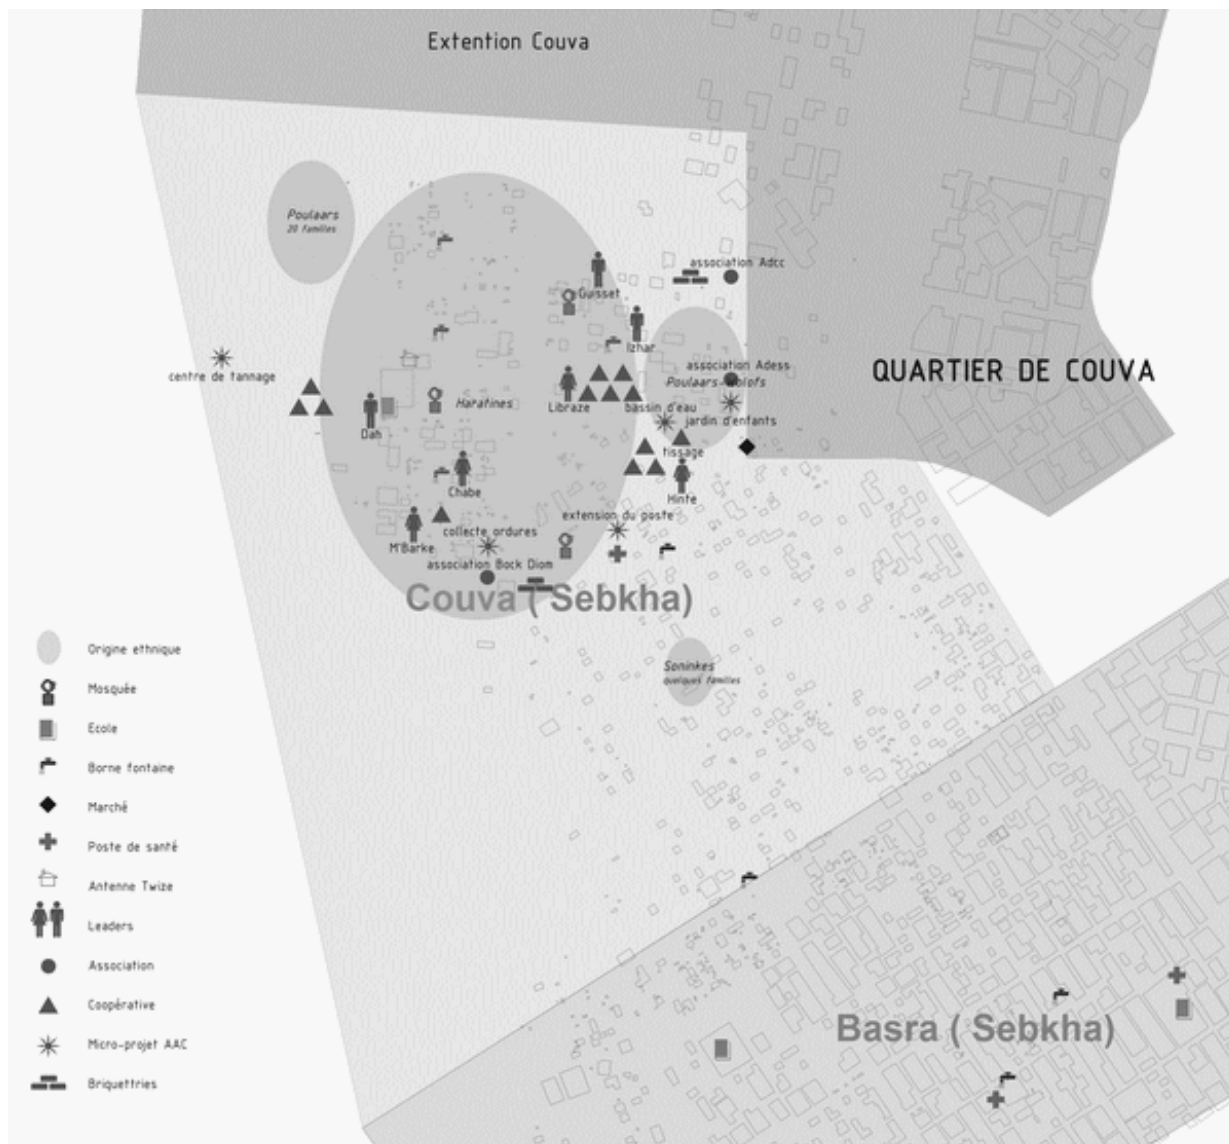 Extention Couva
Poulaars
20 familles
association Adcc
Guisset
Izhar
QUARTIER DE COUVA
centre de tannage
association Adess
Poulaars-Wolofs
Haratines
Libraze
bassin d'eau
jardin d'enfants
Dah
tissage
Chabe
Hinte
extension du poste
collecte ordures
M'Barke
association Bock Diom
Couva ( Sebkha)
Soninkes
quelques familles
Origine ethnique
Mosquée
Ecole
Borne fontaine
Marché
Poste de santé
Antenne Twize
Leaders
Association
Coopérative
Micro-projet AAC
Briquettries
Basra ( Sebkha)